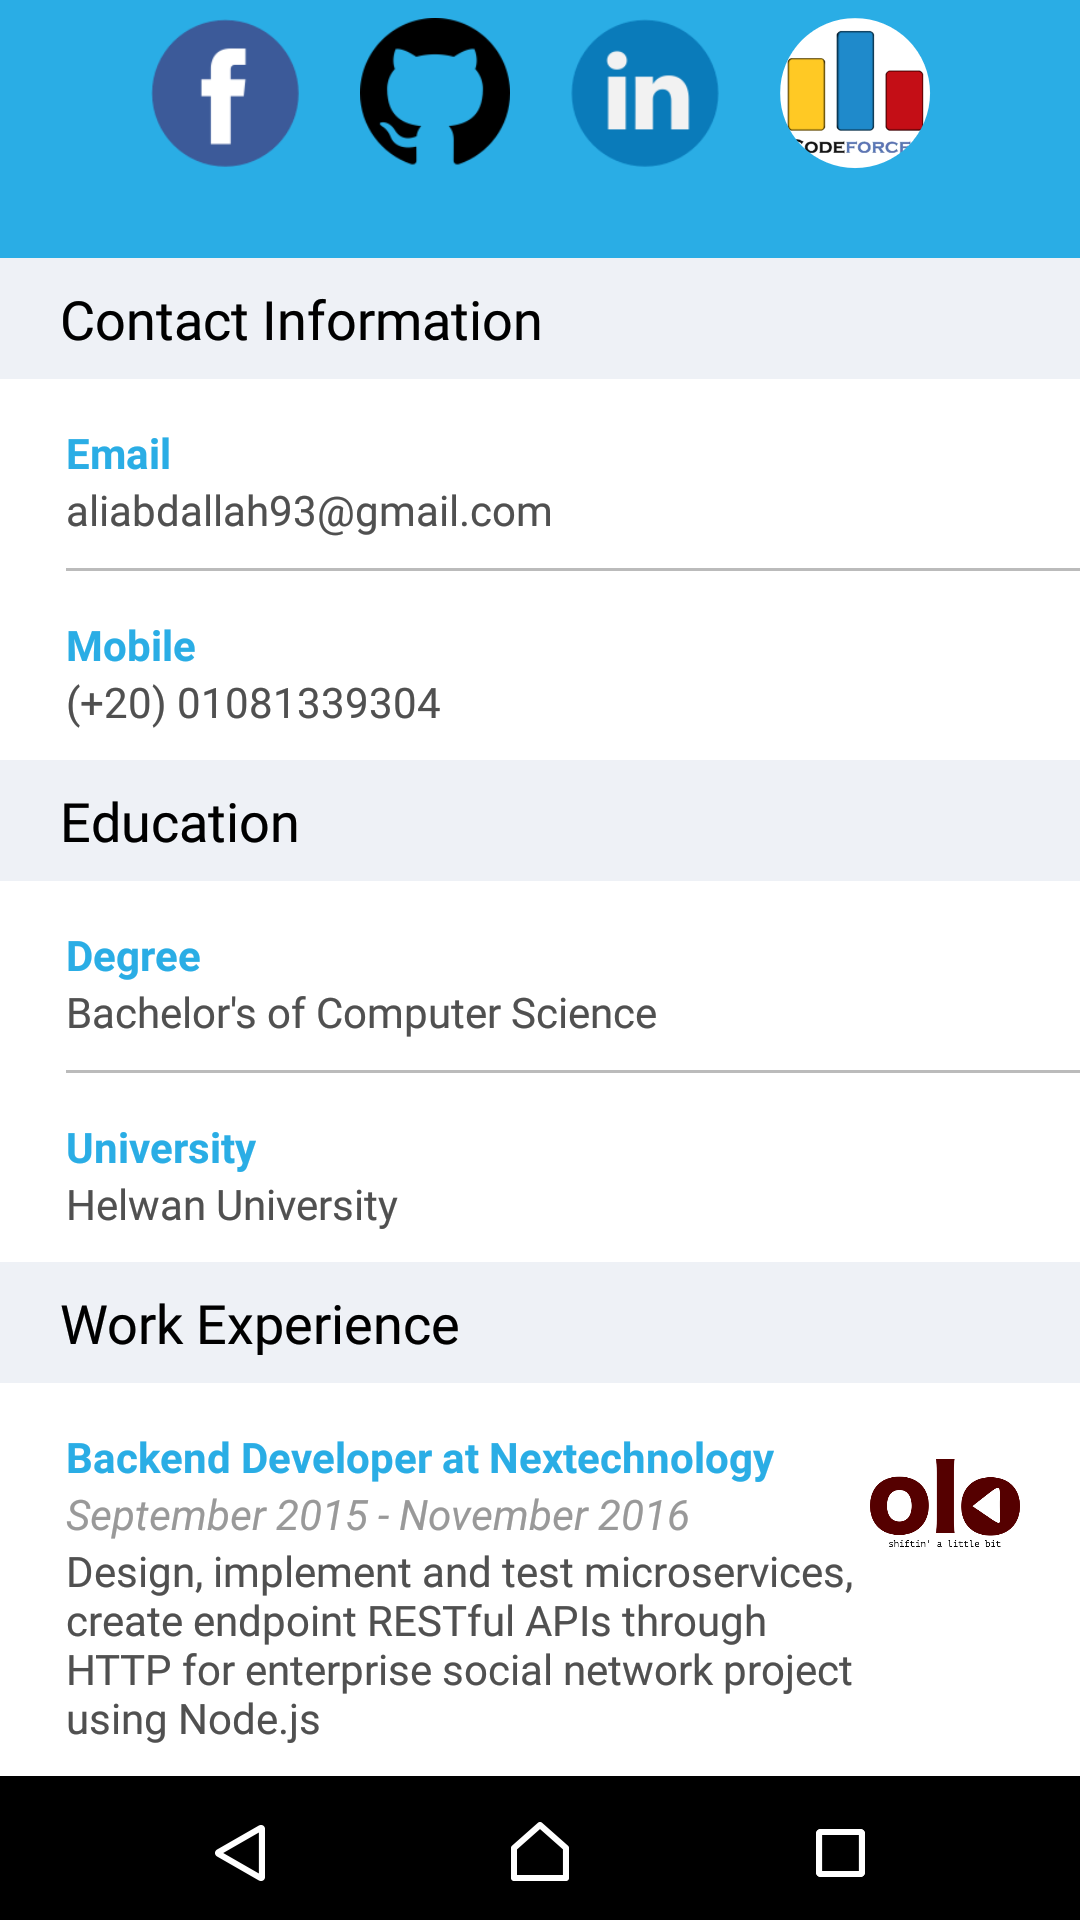 f
in
CODEFORCE
Contact Information
Email
aliabdallah93@gmail.com
Mobile
(+20) 01081339304
Education
Degree
Bachelor's of Computer Science
University
Helwan University
Work Experience
Backend Developer at Nextechnology
September 2015 - November 2016
olo
shiftin' a little bit
Design, implement and test microservices,
create endpoint RESTful APIs through
HTTP for enterprise social network project
using Node.js